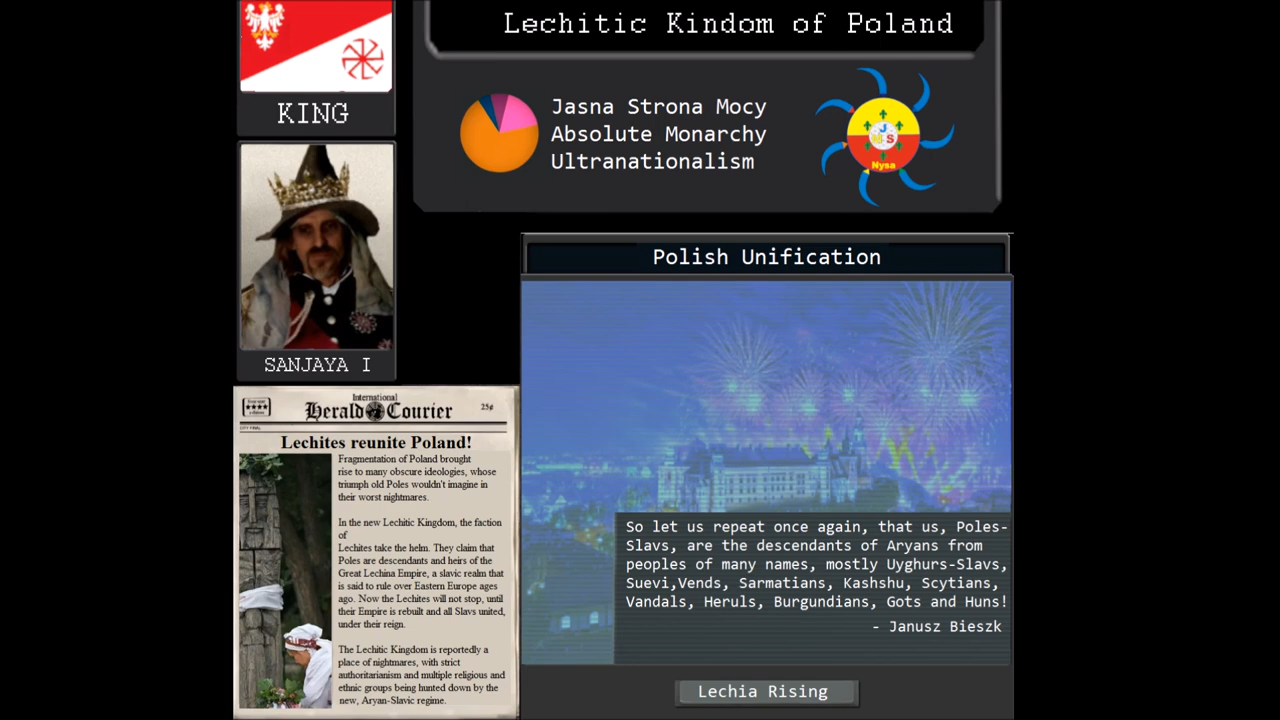 Lechitic Kindom of Poland
KING
Jasna Strona Mocy
Absolute Monarchy
Ultranationalism
J
S
Nysa
SANJAYA I
Polish Unification
International
Herald Courier
25¢
Lechites reunite Poland!
Fragmentation of Poland brought
rise to many obscure ideologies, whose
triumph old Poles wouldn't imagine in
their worst nightmares.
In the new Lechitic Kingdom, the faction
of
Lechites take the helm. They claim that
Poles are descendants and heirs of the
Great Lechina Empire, a slavic realm that
is said to rule over Eastern Europe ages
ago. Now the Lechites will not stop, until
their Empire is rebuilt and all Slavs united,
under their reign.
The Lechitic Kingdom is reportedly a
place of nightmares, with strict
authoritarianism and multiple religious and
ethnic groups being hunted down by the
new, Aryan-Slavic regime.
So let us repeat once again, that us, Poles-
Slavs, are the descendants of Aryans from
peoples of many names, mostly Uyghurs-Slavs,
Suevi,Vends, Sarmatians, Kashshu, Scytians,
Vandals, Heruls, Burgundians, Gots and Huns!
- Janusz Bieszk
Lechia Rising